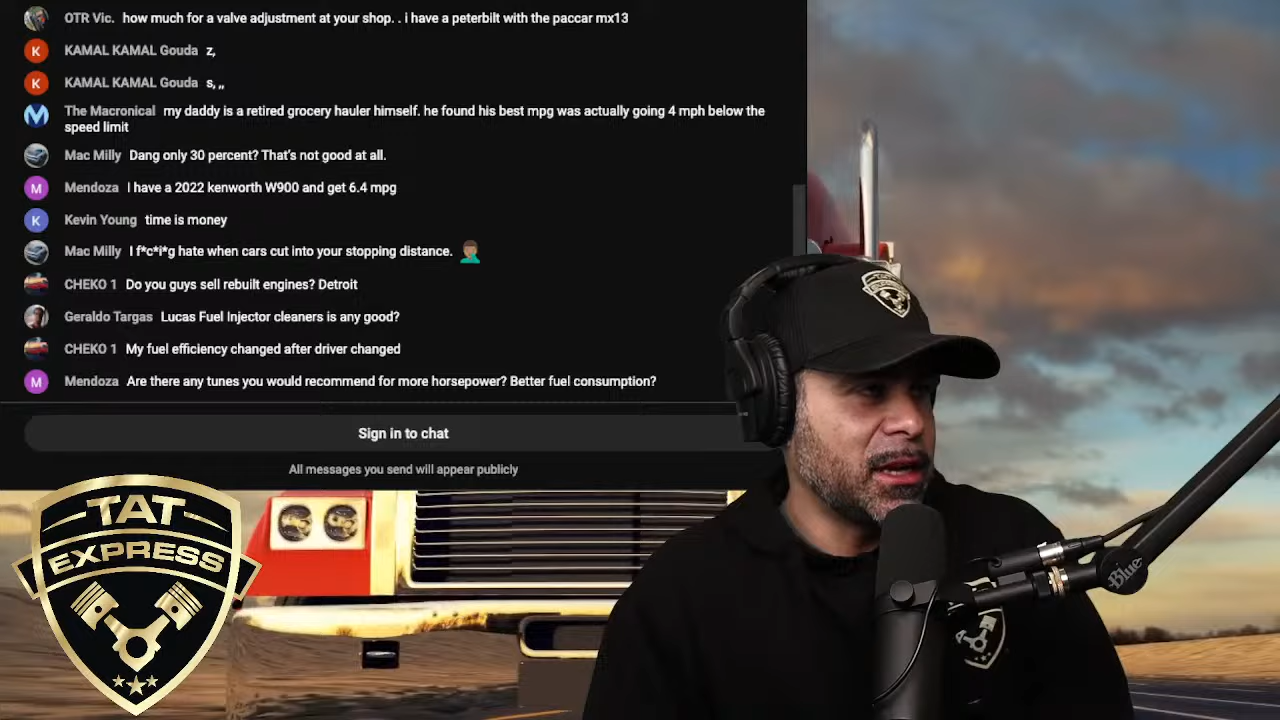 OTR Vic. how much for a valve adjustment at your shop. . i have a peterbilt with the paccar mx13
K KAMAL KAMAL Gouda z,
K KAMAL KAMAL Gouda s, ,,
The Macronical my daddy is a retired grocery hauler himself. he found his best mpg was actually going 4 mph below the
speed limit
Mac Milly Dang only 30 percent? That's not good at all.
M Mendoza I have a 2022 kenworth W900 and get 6.4 mpg
K Kevin Young time is money
Mac Milly I f*c*i*g hate when cars cut into your stopping distance. 🤦🏽‍♂️
CHEKO 1 Do you guys sell rebuilt engines? Detroit
Geraldo Targas Lucas Fuel Injector cleaners is any good?
CHEKO 1 My fuel efficiency changed after driver changed
M Mendoza Are there any tunes you would recommend for more horsepower? Better fuel consumption?
Sign in to chat
All messages you send will appear publicly
TAT
EXPRESS
TAT
Blue